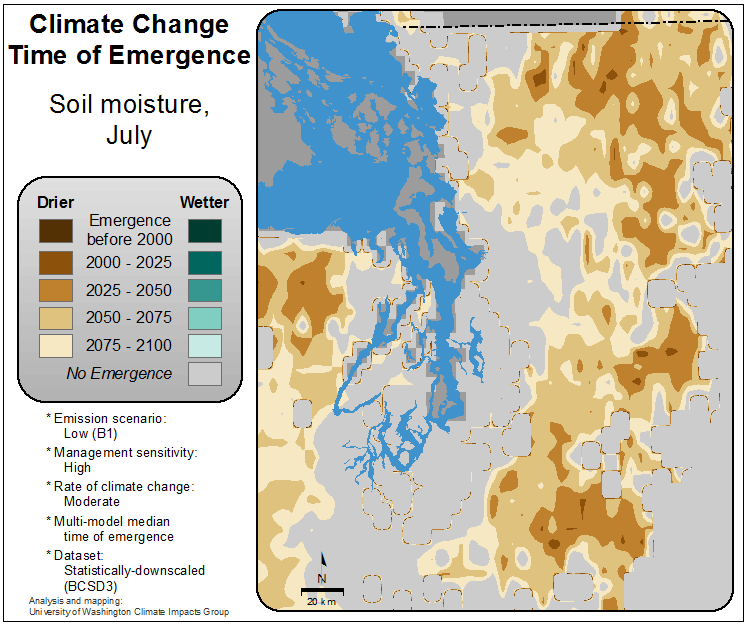 Climate Change
Time of Emergence
Soil moisture,
July
Drier
Wetter
Emergence
before 2000
2000 - 2025
2025 - 2050
2050 - 2075
2075 - 2100
No Emergence
* Emission scenario:
Low (B1)
* Management sensitivity:
High
* Rate of climate change:
Moderate
* Multi-model median
time of emergence
* Dataset:
Statistically-downscaled
(BCSD3)
Analysis and mapping:
University of Washington Climate Impacts Group
N
20 km